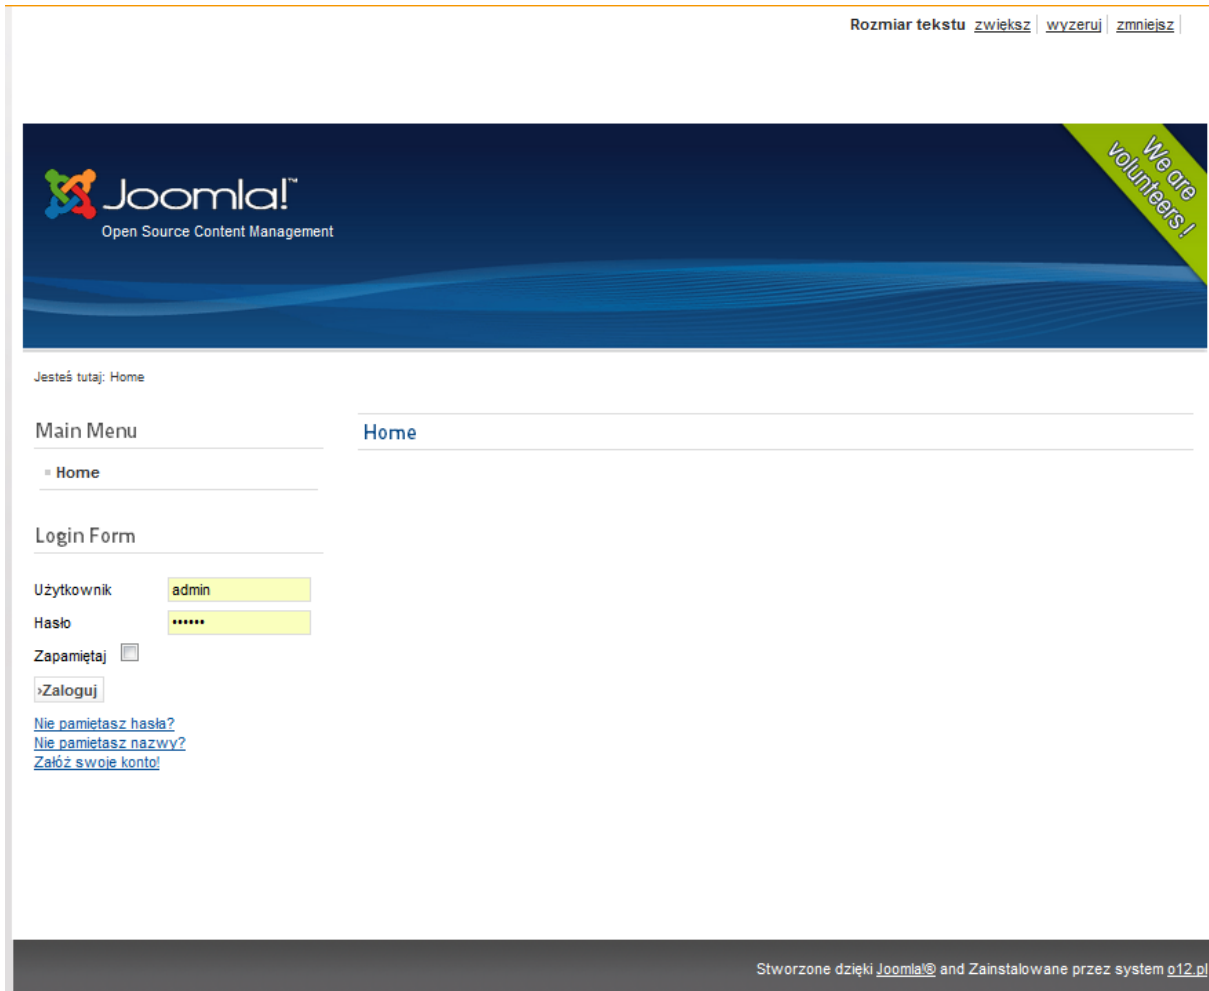 Rozmiar tekstu zwiększ wyzeruj zmniejsz
We are
volunteers!
Joomla!™
Open Source Content Management
Jesteś tutaj: Home
Main Menu
Home
Home
Login Form
Użytkownik admin
Hasło ••••••
Zapamiętaj
›Zaloguj
Nie pamiętasz hasła?
Nie pamiętasz nazwy?
Załóż swoje konto!
Stworzone dzięki Joomla!® and Zainstalowane przez system o12.pl